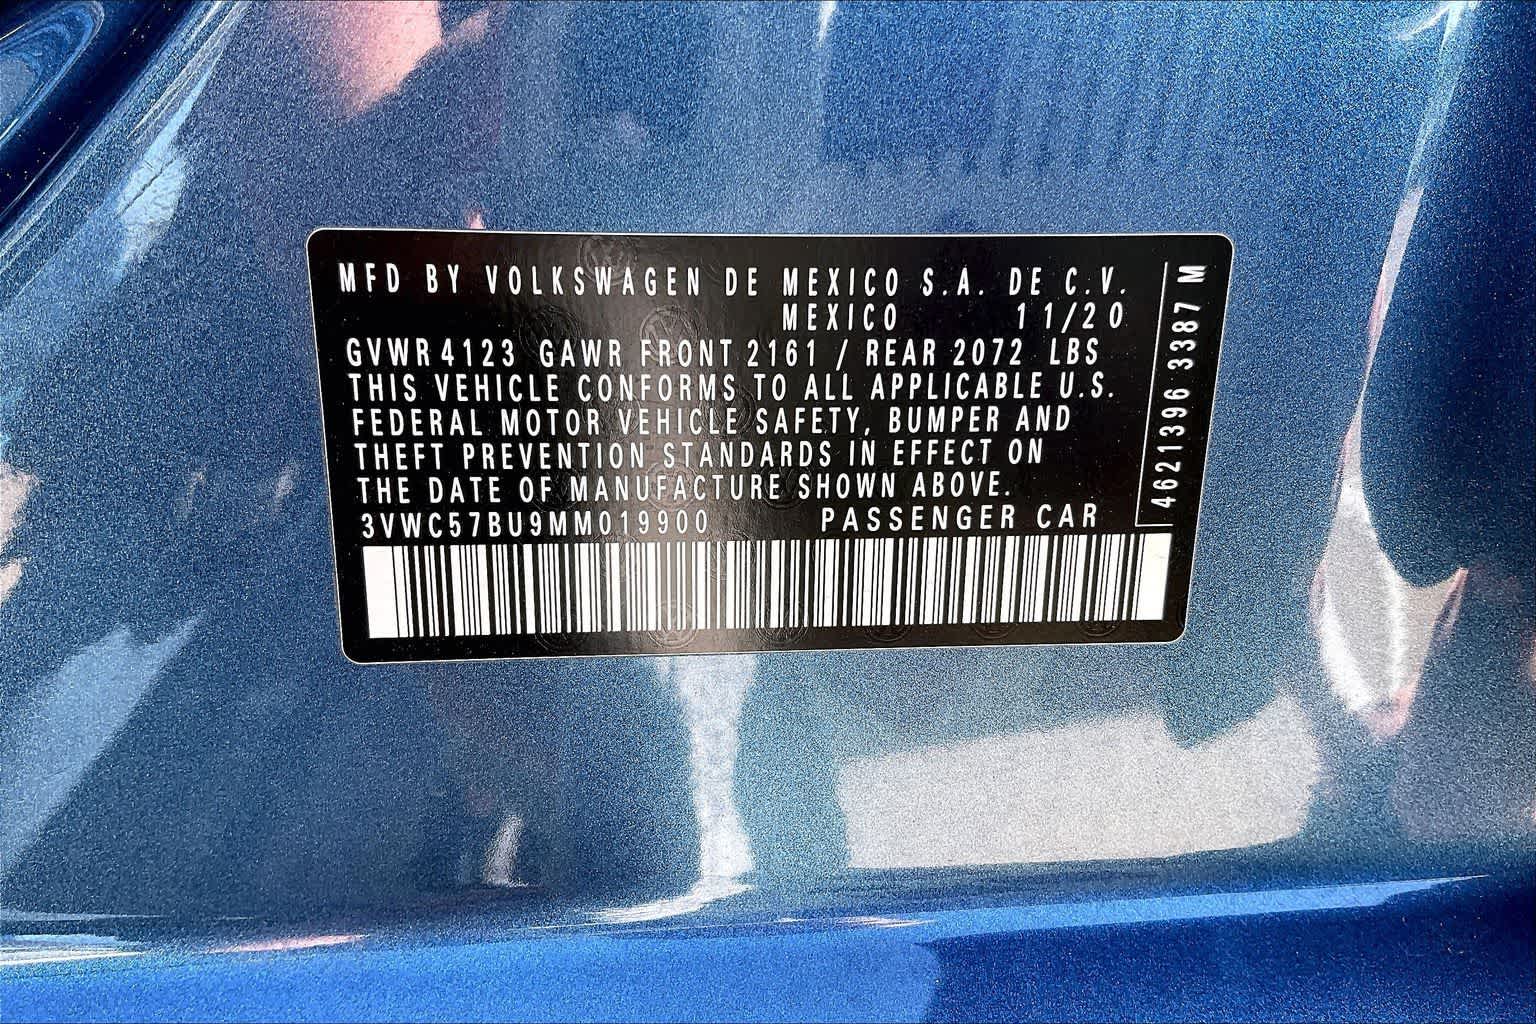 MFD BY VOLKSWAGEN DE MEXICO S.A. DE C.V.
MEXICO 11/20
GVWR 4123 GAWR FRONT 2161 / REAR 2072 LBS
THIS VEHICLE CONFORMS TO ALL APPLICABLE U.S.
FEDERAL MOTOR VEHICLE SAFETY, BUMPER AND
THEFT PREVENTION STANDARDS IN EFFECT ON
THE DATE OF MANUFACTURE SHOWN ABOVE.
3VWC57BU9MM019900 PASSENGER CAR
4621396 3387 M